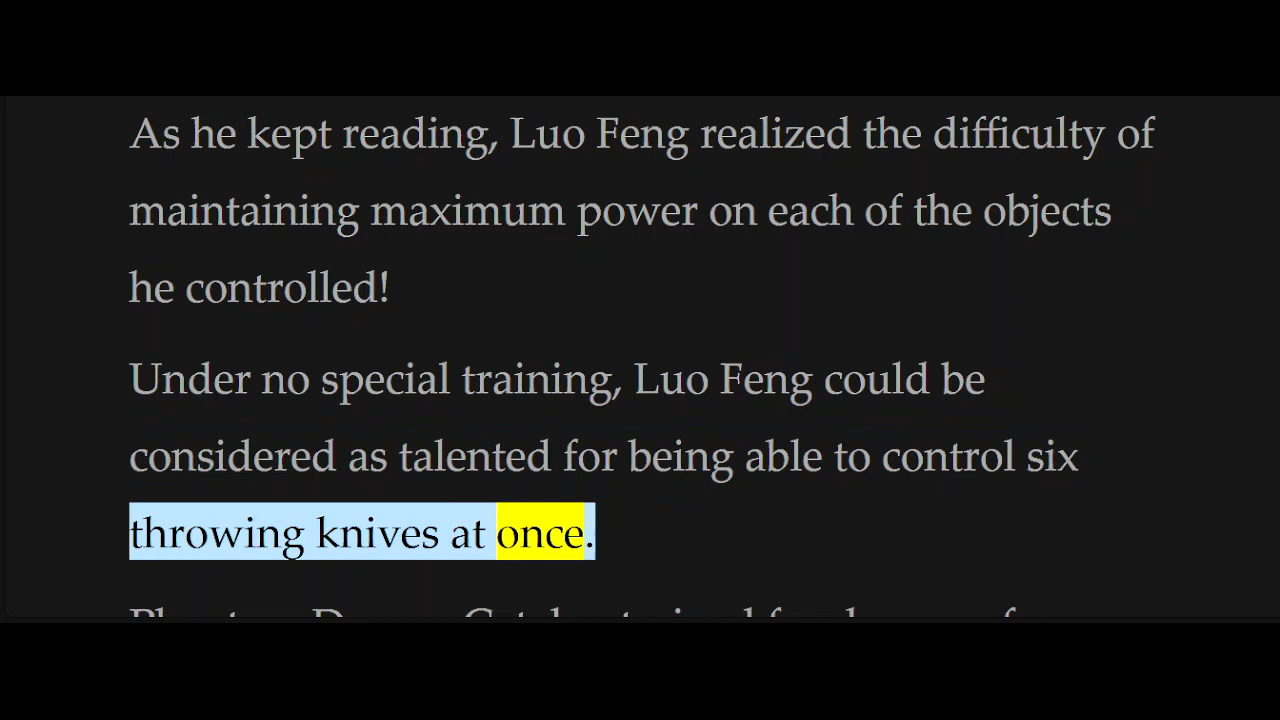 As he kept reading, Luo Feng realized the difficulty of
maintaining maximum power on each of the objects
he controlled!
Under no special training, Luo Feng could be
considered as talented for being able to control six
throwing knives at once.